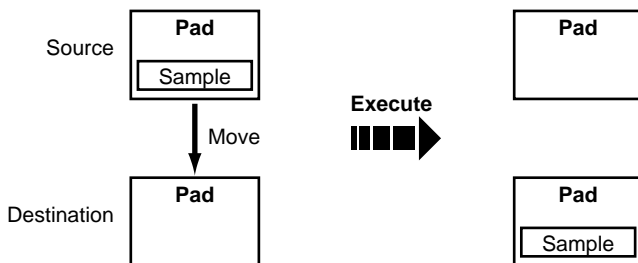 Pad
Source
Sample
Execute
Move
Destination
Pad
Pad
Pad
Sample